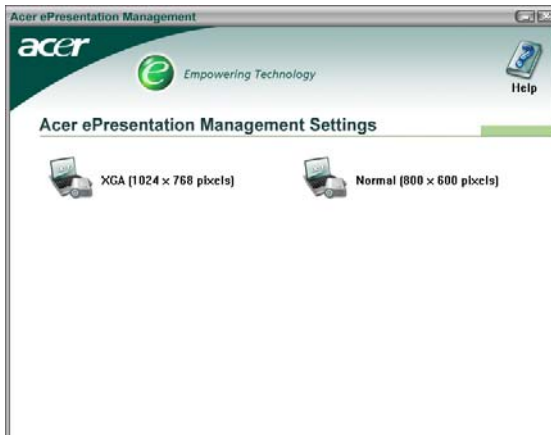 Acer ePresentation Management
acer
e Empowering Technology
Help
Acer ePresentation Management Settings
XGA (1024 x 768 pixels)
Normal (800 x 600 pixels)